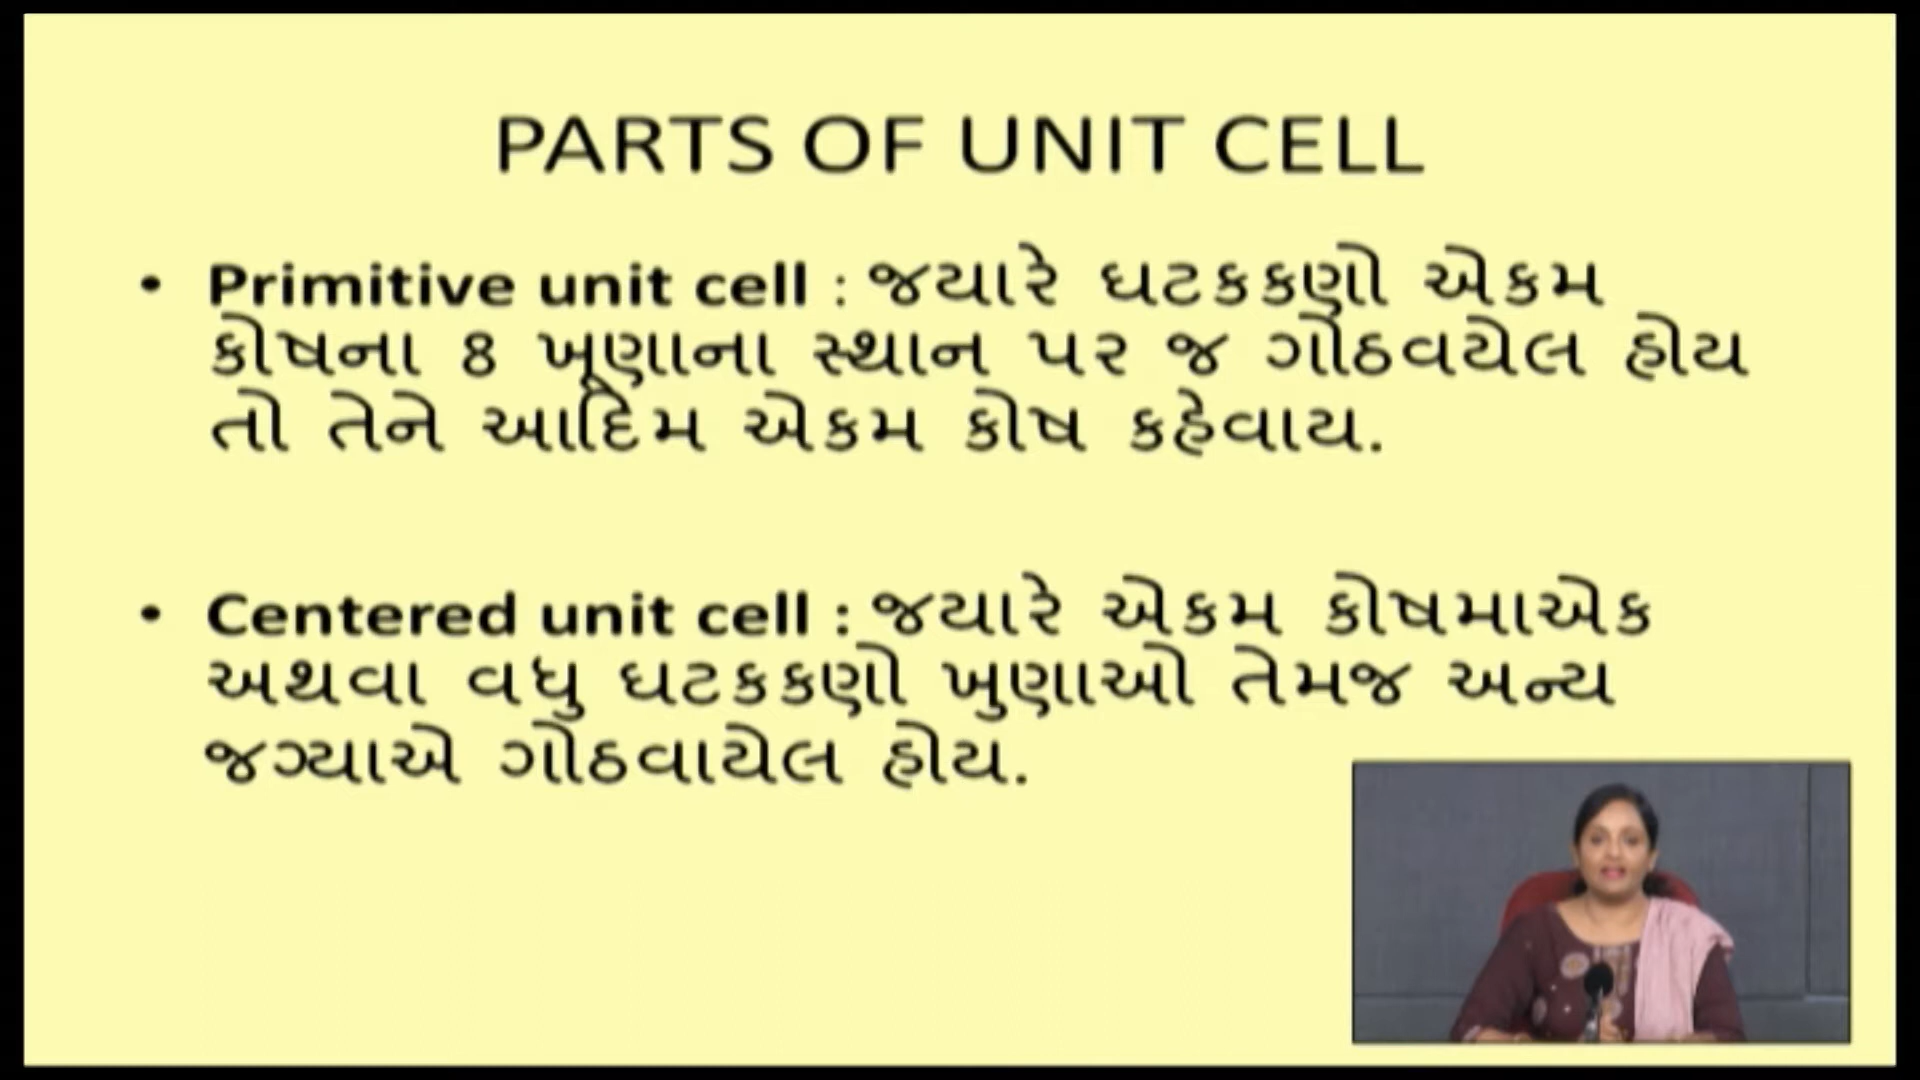 PARTS OF UNIT CELL
• Primitive unit cell : જયારે ઘટકકણો એકમ
કોષના 8 ખૂણાના સ્થાન પર જ ગોઠવયેલ હોય
તો તેને આદિમ એકમ કોષ કહેવાય.
• Centered unit cell : જયારે એકમ કોષમાએક
અથવા વધુ ઘટકકણો ખુણાઓ તેમજ અન્ય
જગ્યાએ ગોઠવાયેલ હોય.